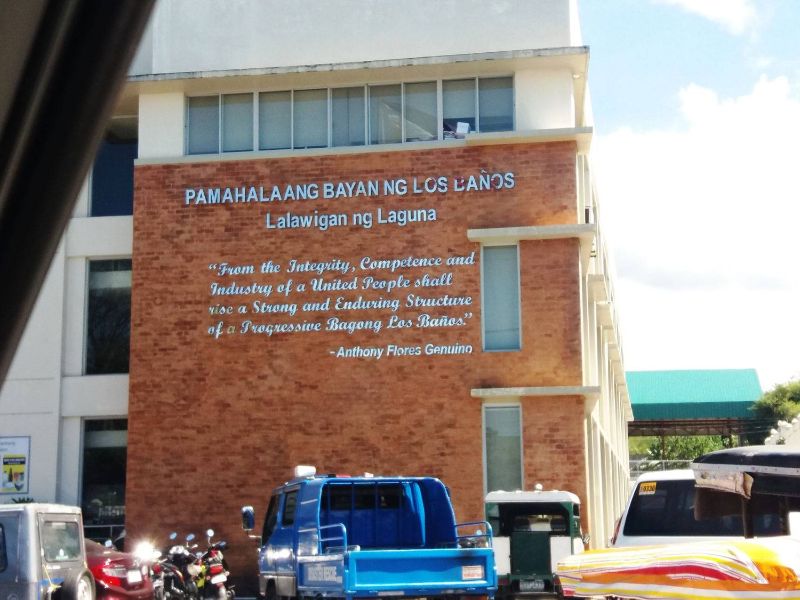 PAMAHALAANG BAYAN NG LOS BAÑOS
Lalawigan ng Laguna
“From the Integrity, Competence and
Industry of a United People shall
rise a Strong and Enduring Structure
of a Progressive Bagong Los Baños.”
-Anthony Flores Genuino